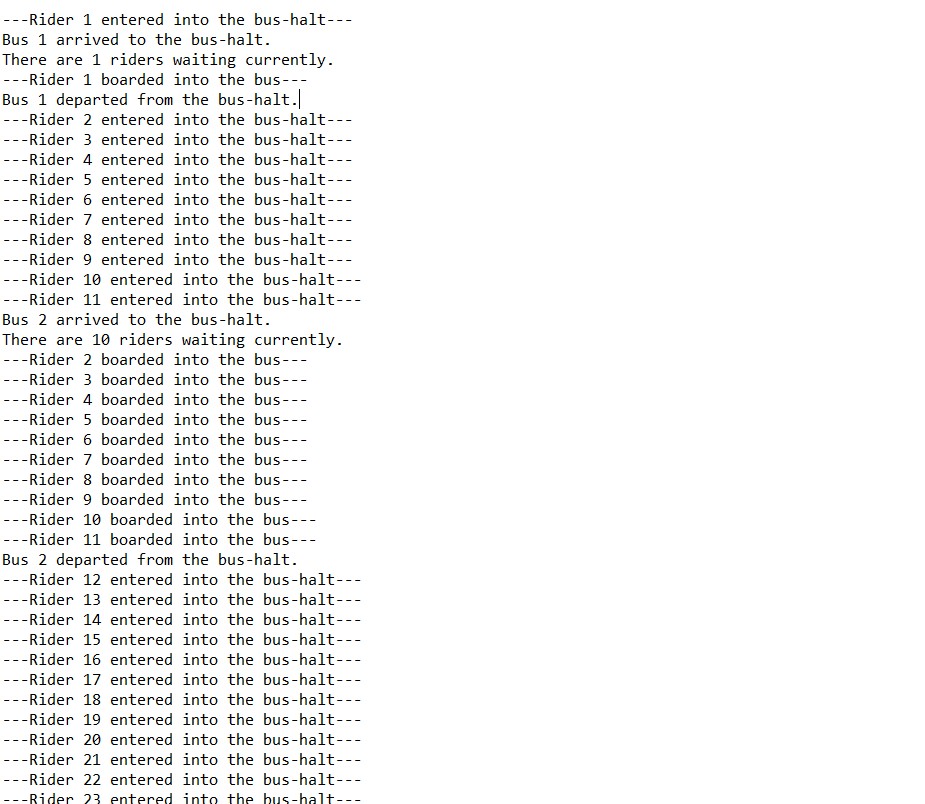 ---Rider 1 entered into the bus-halt---
Bus 1 arrived to the bus-halt.
There are 1 riders waiting currently.
---Rider 1 boarded into the bus---
Bus 1 departed from the bus-halt.
---Rider 2 entered into the bus-halt---
---Rider 3 entered into the bus-halt---
---Rider 4 entered into the bus-halt---
---Rider 5 entered into the bus-halt---
---Rider 6 entered into the bus-halt---
---Rider 7 entered into the bus-halt---
---Rider 8 entered into the bus-halt---
---Rider 9 entered into the bus-halt---
---Rider 10 entered into the bus-halt---
---Rider 11 entered into the bus-halt---
Bus 2 arrived to the bus-halt.
There are 10 riders waiting currently.
---Rider 2 boarded into the bus---
---Rider 3 boarded into the bus---
---Rider 4 boarded into the bus---
---Rider 5 boarded into the bus---
---Rider 6 boarded into the bus---
---Rider 7 boarded into the bus---
---Rider 8 boarded into the bus---
---Rider 9 boarded into the bus---
---Rider 10 boarded into the bus---
---Rider 11 boarded into the bus---
Bus 2 departed from the bus-halt.
---Rider 12 entered into the bus-halt---
---Rider 13 entered into the bus-halt---
---Rider 14 entered into the bus-halt---
---Rider 15 entered into the bus-halt---
---Rider 16 entered into the bus-halt---
---Rider 17 entered into the bus-halt---
---Rider 18 entered into the bus-halt---
---Rider 19 entered into the bus-halt---
---Rider 20 entered into the bus-halt---
---Rider 21 entered into the bus-halt---
---Rider 22 entered into the bus-halt---
---Rider 23 entered into the bus-halt---